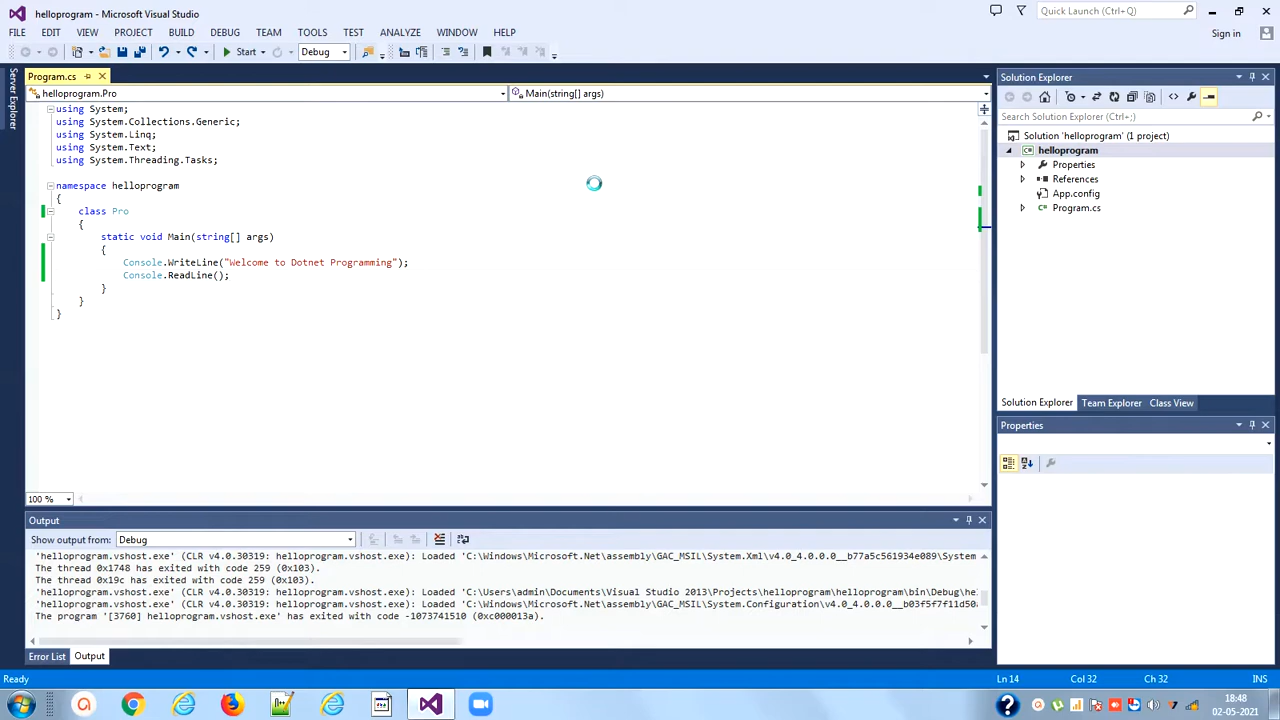 helloprogram - Microsoft Visual Studio
Quick Launch (Ctrl+Q)
FILE EDIT VIEW PROJECT BUILD DEBUG TEAM TOOLS TEST ANALYZE WINDOW HELP
Sign in
Start Debug
Server Explorer
Program.cs
helloprogram.Pro
Main(string[] args)
using System;
using System.Collections.Generic;
using System.Linq;
using System.Text;
using System.Threading.Tasks;
namespace helloprogram
{
class Pro
{
static void Main(string[] args)
{
Console.WriteLine("Welcome to Dotnet Programming");
Console.ReadLine();
}
}
}
100 %
Solution Explorer
Search Solution Explorer (Ctrl+;)
Solution 'helloprogram' (1 project)
helloprogram
Properties
References
App.config
Program.cs
Solution Explorer Team Explorer Class View
Properties
Output
Show output from: Debug
'helloprogram.vshost.exe' (CLR v4.0.30319: helloprogram.vshost.exe): Loaded 'C:\Windows\Microsoft.Net\assembly\GAC_MSIL\System.Xml\v4.0_4.0.0.0__b77a5c561934e089\System
The thread 0x1748 has exited with code 259 (0x103).
The thread 0x19c has exited with code 259 (0x103).
'helloprogram.vshost.exe' (CLR v4.0.30319: helloprogram.vshost.exe): Loaded 'C:\Users\admin\Documents\Visual Studio 2013\Projects\helloprogram\helloprogram\bin\Debug\he
'helloprogram.vshost.exe' (CLR v4.0.30319: helloprogram.vshost.exe): Loaded 'C:\Windows\Microsoft.Net\assembly\GAC_MSIL\System.Configuration\v4.0_4.0.0.0__b03f5f7f11d50a
The program '[3760] helloprogram.vshost.exe' has exited with code -1073741510 (0xc000013a).
Error List Output
Ready
Ln 14 Col 32 Ch 32 INS
18:48
02-05-2021